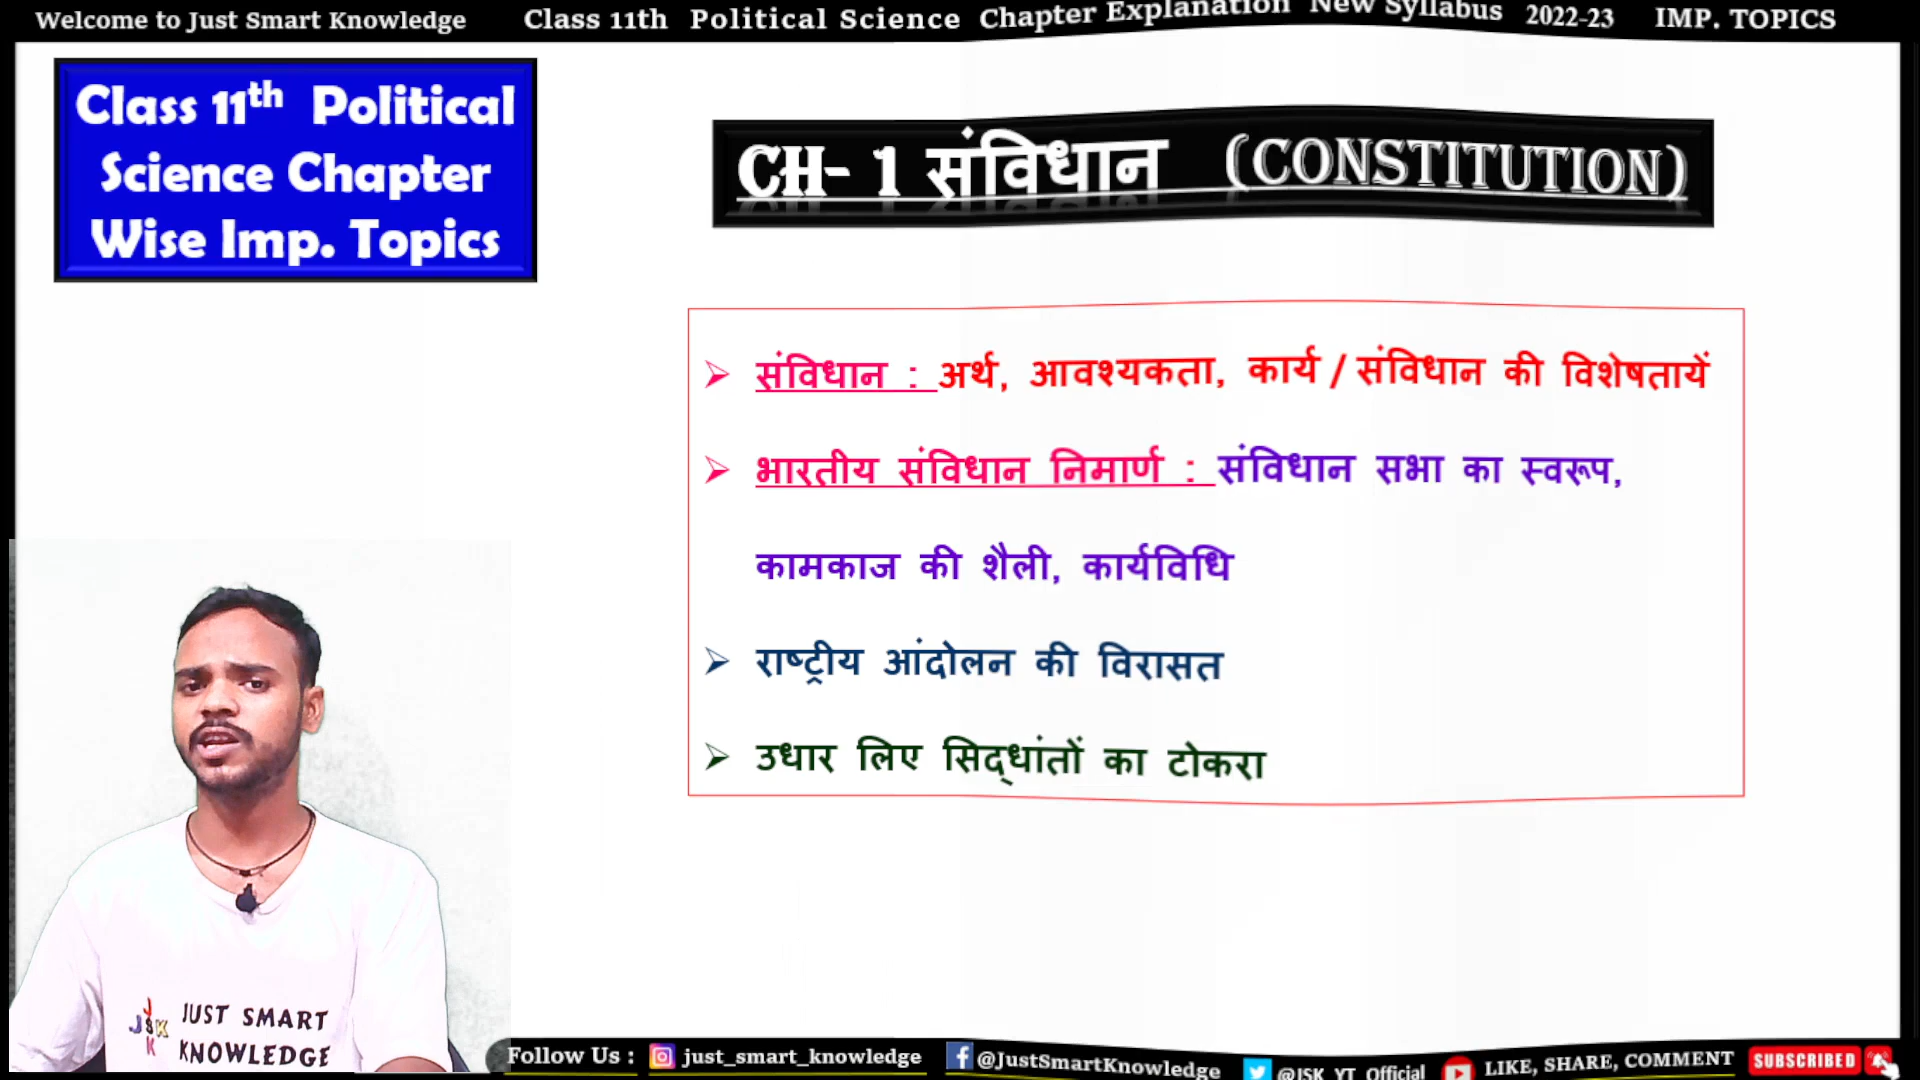 Welcome to Just Smart Knowledge Class 11th Political Science Chapter Explanation New Syllabus 2022-23 IMP. TOPICS
Class 11th Political
Science Chapter
Wise Imp. Topics
CH- 1 संविधान (CONSTITUTION)
➢ संविधान : अर्थ, आवश्यकता, कार्य / संविधान की विशेषतायें
➢ भारतीय संविधान निमार्ण : संविधान सभा का स्वरूप,
कामकाज की शैली, कार्यविधि
➢ राष्ट्रीय आंदोलन की विरासत
➢ उधार लिए सिद्धांतों का टोकरा
J
JSK
K
JUST SMART
KNOWLEDGE
Follow Us : just_smart_knowledge @JustSmartKnowledge @JSK_YT_Official LIKE, SHARE, COMMENT SUBSCRIBED